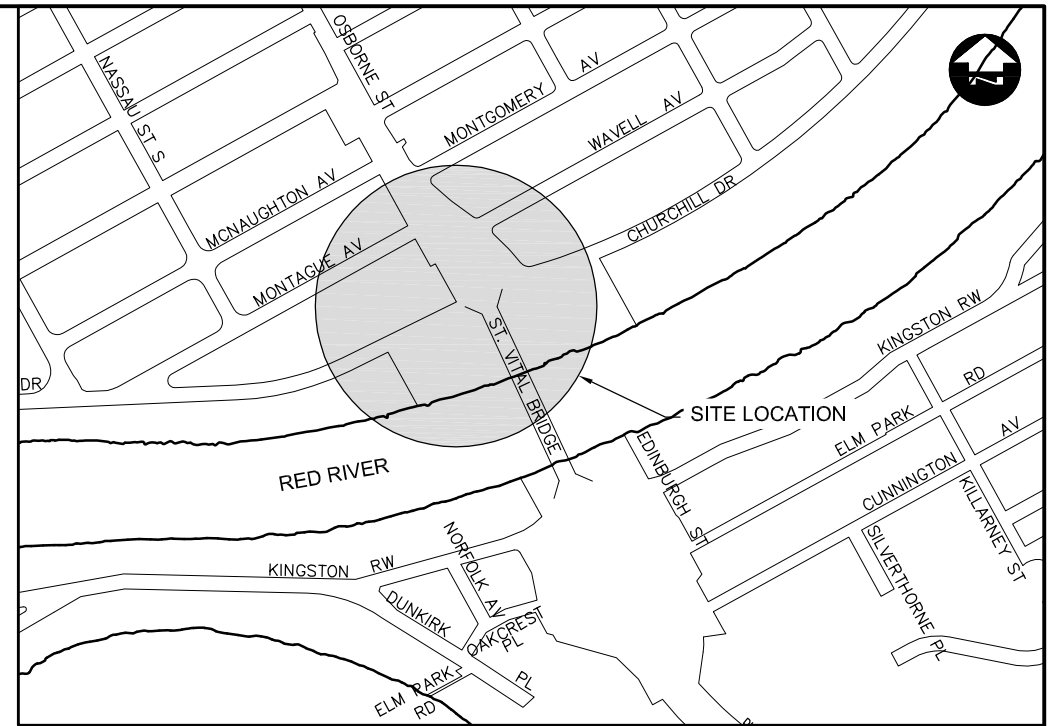 NASSAU ST S
OSBORNE ST
MONTGOMERY
AV
WAVELL AV
N
MCNAUGHTON AV
CHURCHILL DR
MONTAGUE AV
ST. VITAL BRIDGE
KINGSTON RW
DR
RD
SITE LOCATION
ELM PARK
AV
RED RIVER
EDINBURGH ST
CUNNINGTON
KILLARNEY ST
NORFOLK AV
SILVERTHORNE PL
KINGSTON RW
DUNKIRK
OAKCREST
PL
PL
ELM PARK
RD